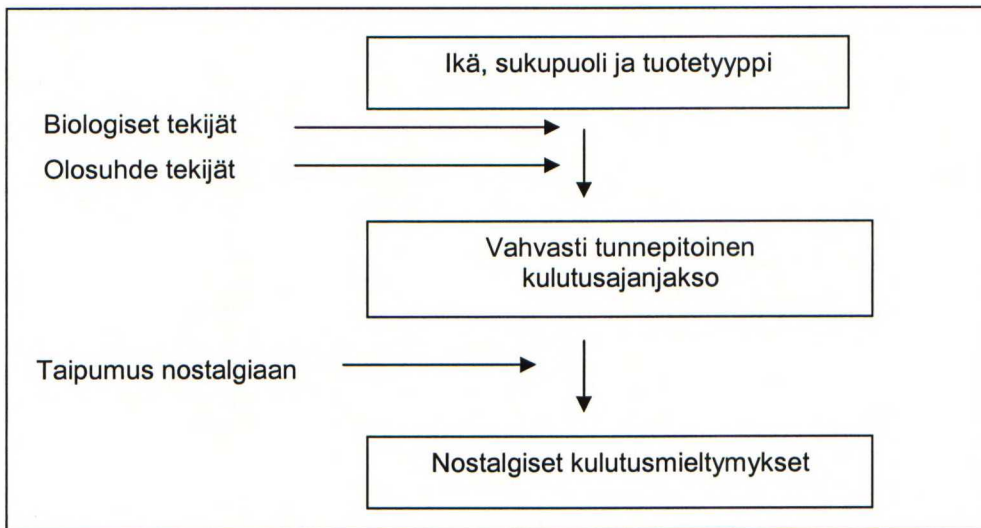 Ikä, sukupuoli ja tuotetyyppi
Biologiset tekijät
Olosuhde tekijät
Vahvasti tunnepitoinen
kulutusajanjakso
Taipumus nostalgiaan
Nostalgiset kulutusmieltymykset